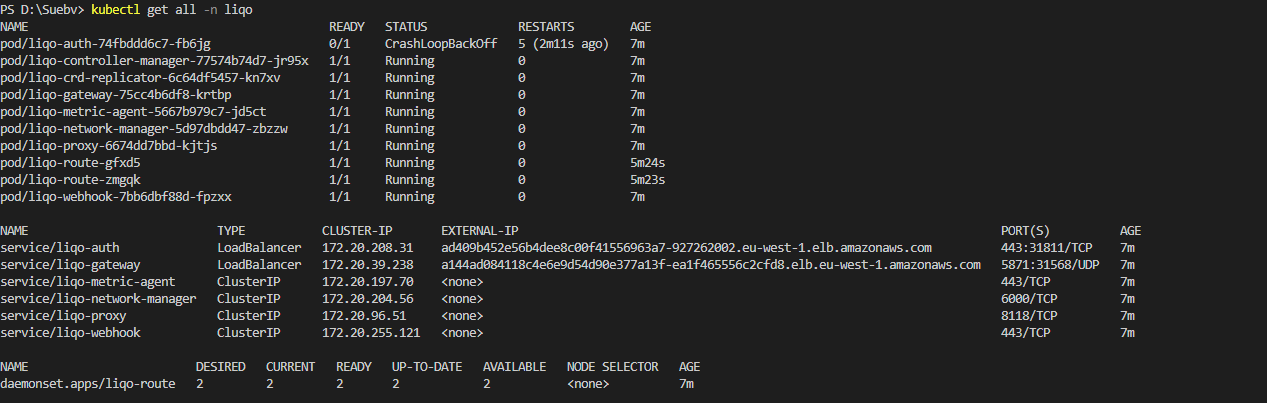 PS D:\Suebv> kubectl get all -n liqo
NAME READY STATUS RESTARTS AGE
pod/liqo-auth-74fbddd6c7-fb6jg 0/1 CrashLoopBackOff 5 (2m11s ago) 7m
pod/liqo-controller-manager-77574b74d7-jr95x 1/1 Running 0 7m
pod/liqo-crd-replicator-6c64df5457-kn7xv 1/1 Running 0 7m
pod/liqo-gateway-75cc4b6df8-krtbp 1/1 Running 0 7m
pod/liqo-metric-agent-5667b979c7-jd5ct 1/1 Running 0 7m
pod/liqo-network-manager-5d97dbdd47-zbzzw 1/1 Running 0 7m
pod/liqo-proxy-6674dd7bbd-kjtjs 1/1 Running 0 7m
pod/liqo-route-gfxd5 1/1 Running 0 5m24s
pod/liqo-route-zmgqk 1/1 Running 0 5m23s
pod/liqo-webhook-7bb6dbf88d-fpzxx 1/1 Running 0 7m
NAME TYPE CLUSTER-IP EXTERNAL-IP PORT(S) AGE
service/liqo-auth LoadBalancer 172.20.208.31 ad409b452e56b4dee8c00f41556963a7-927262002.eu-west-1.elb.amazonaws.com 443:31811/TCP 7m
service/liqo-gateway LoadBalancer 172.20.39.238 a144ad084118c4e6e9d54d90e377a13f-ea1f465556c2cfd8.elb.eu-west-1.amazonaws.com 5871:31568/UDP 7m
service/liqo-metric-agent ClusterIP 172.20.197.70 <none> 443/TCP 7m
service/liqo-network-manager ClusterIP 172.20.204.56 <none> 6000/TCP 7m
service/liqo-proxy ClusterIP 172.20.96.51 <none> 8118/TCP 7m
service/liqo-webhook ClusterIP 172.20.255.121 <none> 443/TCP 7m
NAME DESIRED CURRENT READY UP-TO-DATE AVAILABLE NODE SELECTOR AGE
daemonset.apps/liqo-route 2 2 2 2 2 <none> 7m